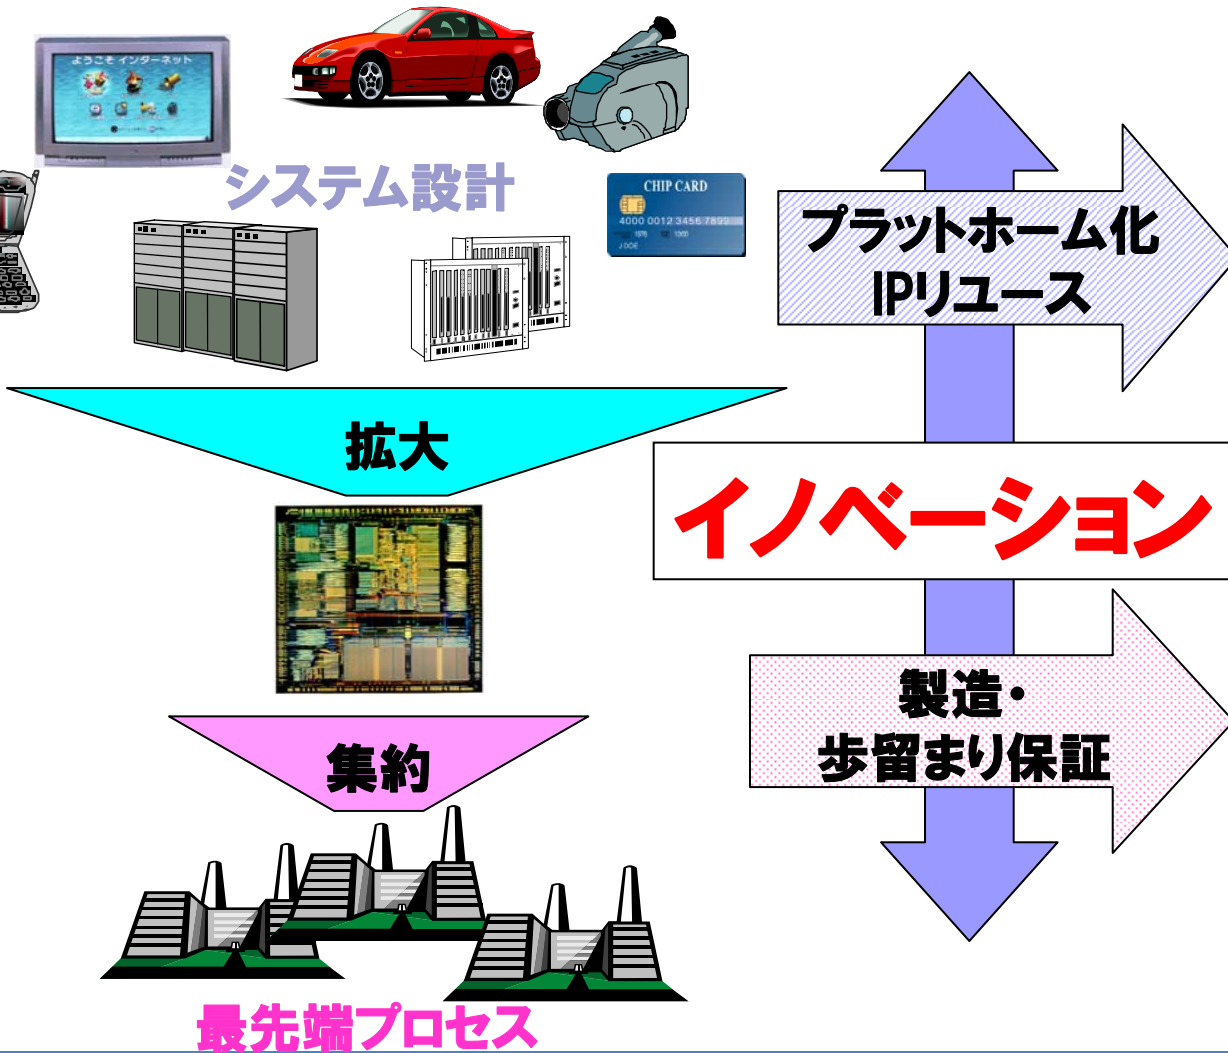 ようこそ インターネット
システム設計
CHIP CARD
4000 0012 3456 7899
J.DOE
プラットホーム化
IPリユース
拡大
イノベーション
製造・
歩留まり保証
集約
最先端プロセス